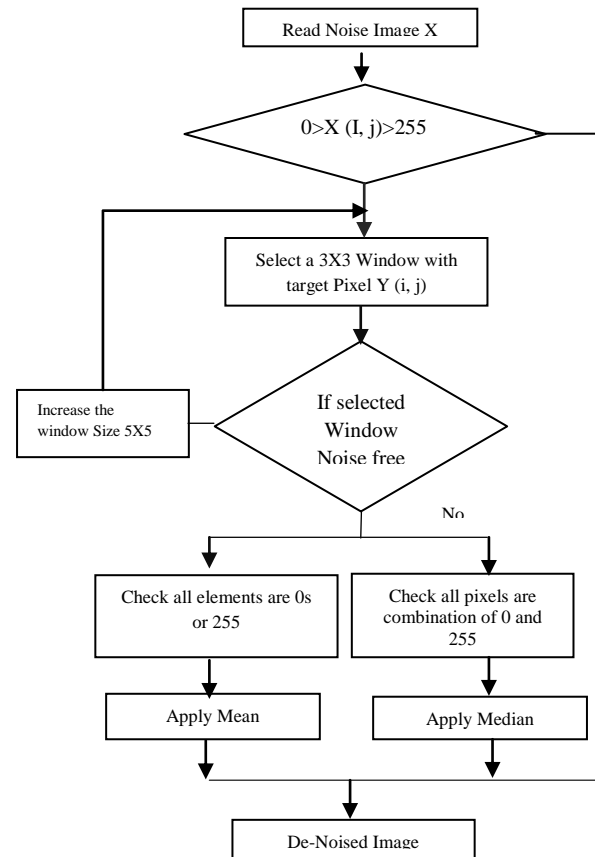 Read Noise Image X
0>X (I, j)>255
Select a 3X3 Window with
target Pixel Y (i, j)
Increase the
window Size 5X5
If selected
Window
Noise free
No
Check all elements are 0s
or 255
Check all pixels are
combination of 0 and
255
Apply Mean
Apply Median
De-Noised Image